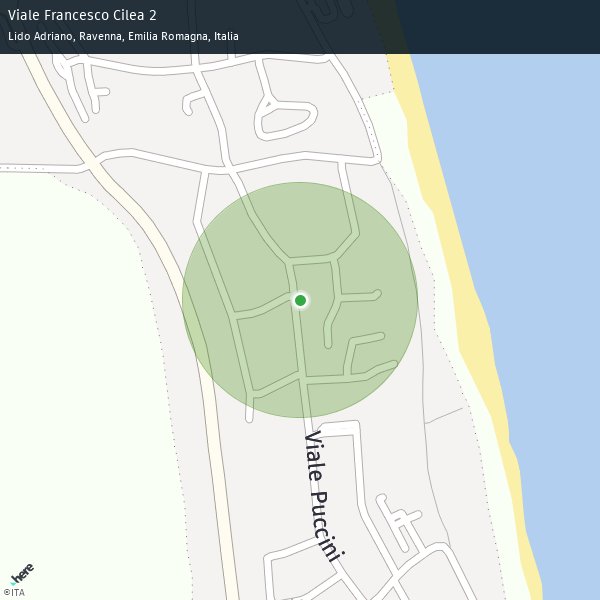 Viale Francesco Cilea 2
Lido Adriano, Ravenna, Emilia Romagna, Italia
Viale Puccini
here
©ITA